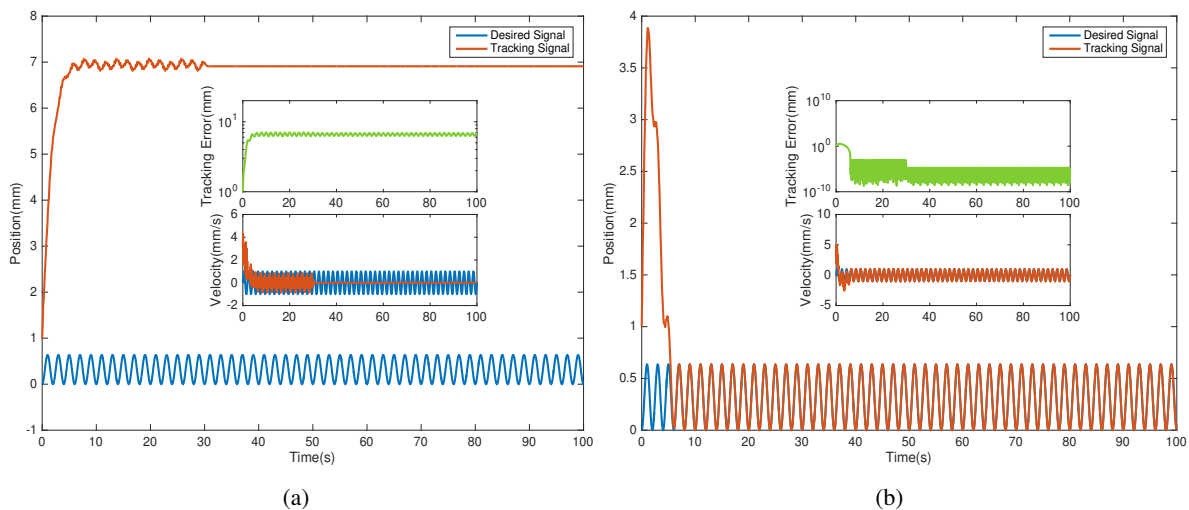 8
7
6
5
4
3
2
1
0
-1
Position(mm)
0 10 20 30 40 50 60 70 80 90 100
Time(s)
Desired Signal
Tracking Signal
Tracking Error(mm)
10^1
10^0
0 20 40 60 80 100
Velocity(mm/s)
6
4
2
0
-2
0 20 40 60 80 100
(a)
4
3.5
3
2.5
2
1.5
1
0.5
0
Position(mm)
0 10 20 30 40 50 60 70 80 90 100
Time(s)
Desired Signal
Tracking Signal
Tracking Error(mm)
10^10
10^0
10^-10
0 20 40 60 80 100
Velocity(mm/s)
10
5
0
-5
0 20 40 60 80 100
(b)